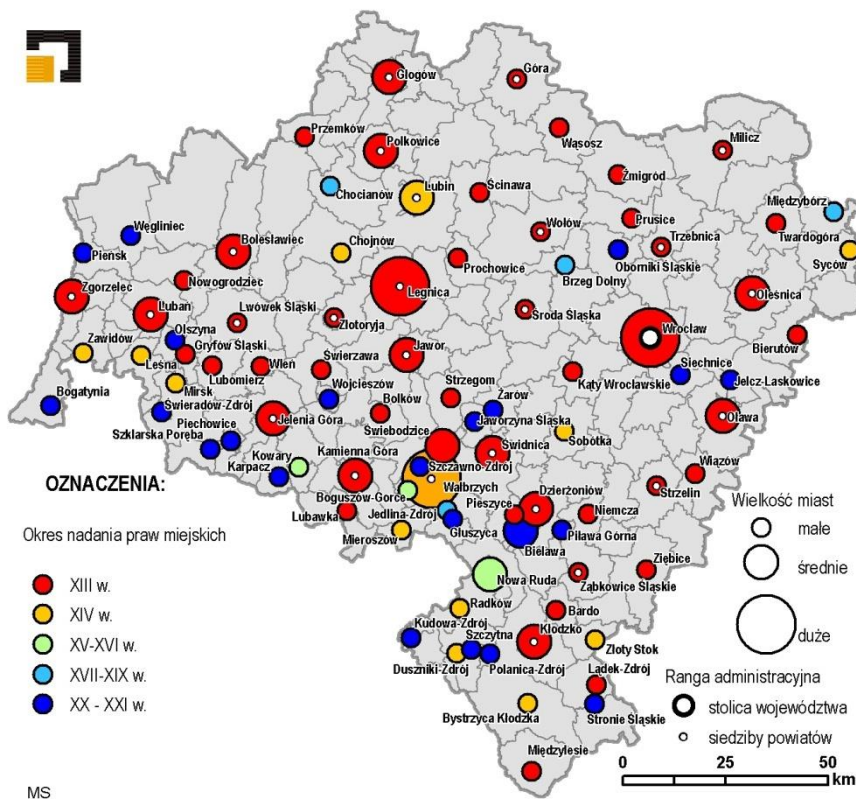 Głogów
Góra
Przemków
Polkowice
Wąsosz
Milicz
Żmigród
Chocianów
Lubin
Ścinawa
Międzybórz
Węgliniec
Wołów
Prusice
Twardogóra
Pieńsk
Bolesławiec
Chojnów
Trzebnica
Syców
Prochowice
Oborniki Śląskie
Brzeg Dolny
Nowogrodziec
Zgorzelec
Legnica
Oleśnica
Lubań
Lwówek Śląski
Złotoryja
Środa Śląska
Wrocław
Olszyna
Zawidów
Gryfów Śląski
Jawor
Bierutów
Leśna
Lubomierz
Wleń
Świerzawa
Siechnice
Kąty Wrocławskie
Jelcz-Laskowice
Mirsk
Wojcieszów
Strzegom
Żarów
Bogatynia
Świeradów-Zdrój
Bolków
Jaworzyna Śląska
Oława
Piechowice
Jelenia Góra
Świebodzice
Sobótka
Szklarska Poręba
Kowary
Kamienna Góra
Świdnica
Karpacz
Szczawno-Zdrój
Wiązów
OZNACZENIA:
Wałbrzych
Strzelin
Boguszów-Gorce
Dzierżoniów
Wielkość miast
Pieszyce
Niemcza
Lubawka
Jedlina-Zdrój
małe
Okres nadania praw miejskich
Mieroszów
Głuszyca
Piława Górna
Bielawa
Ziębice
średnie
XIII w.
Nowa Ruda
Ząbkowice Śląskie
XIV w.
Radków
Bardo
XV-XVI w.
Kudowa-Zdrój
Szczytna
Kłodzko
duże
Złoty Stok
XVII-XIX w.
Duszniki-Zdrój
Polanica-Zdrój
Lądek-Zdrój
Ranga administracyjna
XX - XXI w.
stolica województwa
Bystrzyca Kłodzka
Stronie Śląskie
siedziby powiatów
Międzylesie
0 25 50
km
MS